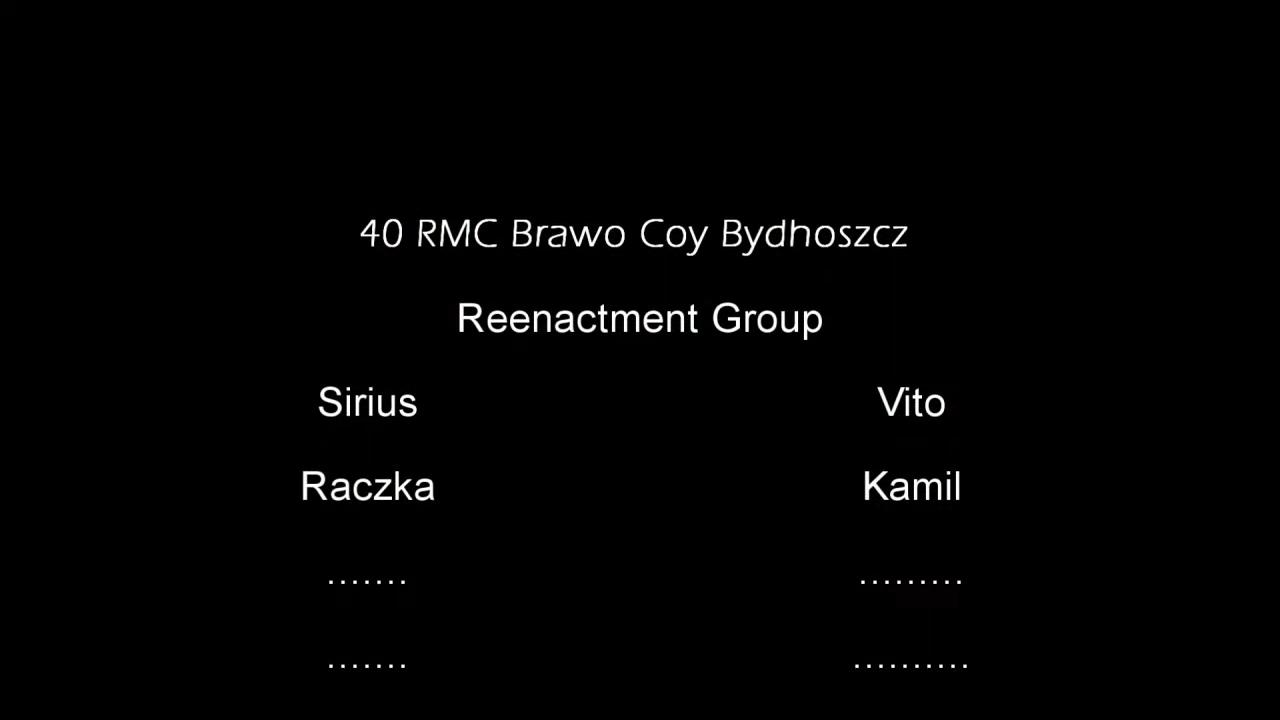 40 RMC Brawo Coy Bydhoszcz
Reenactment Group
Sirius Vito
Raczka Kamil
....... .........
....... ..........